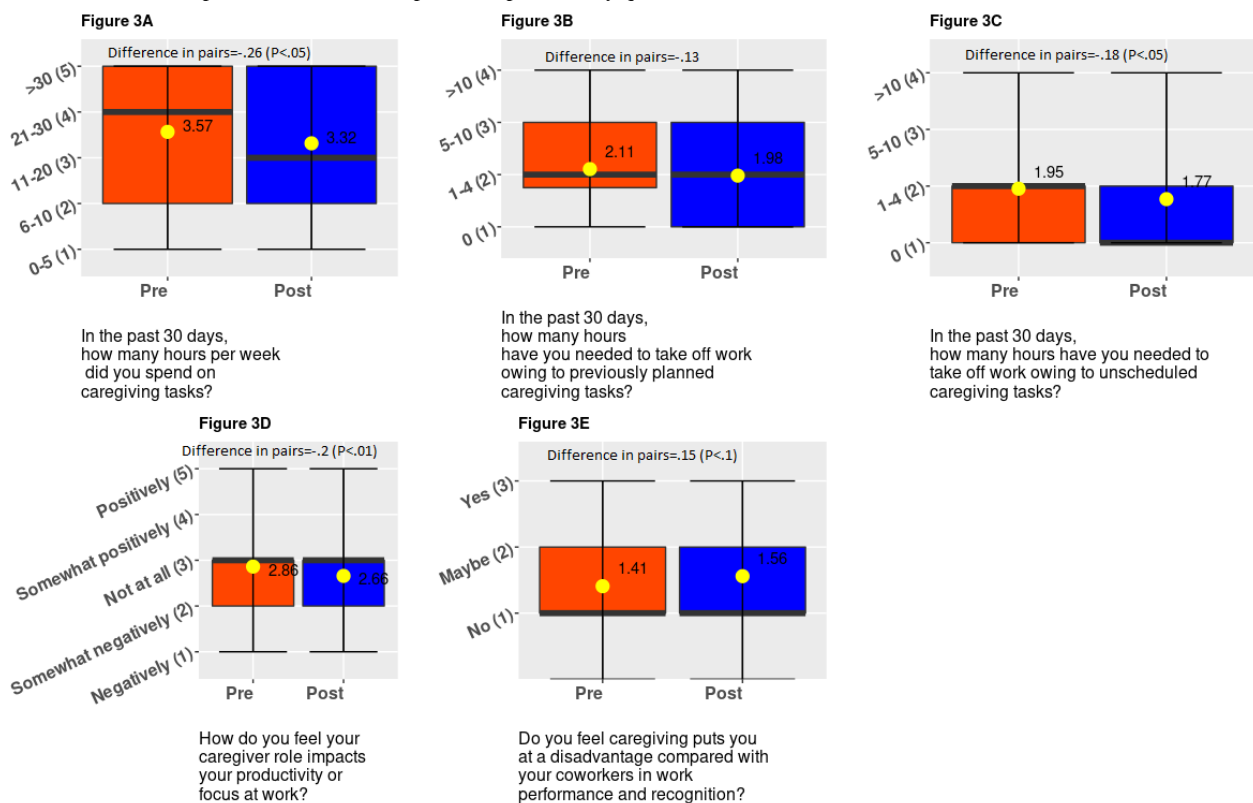 Figure 3A
Difference in pairs=-.26 (P<.05)
>30 (5)
21-30 (4)
11-20 (3)
6-10 (2)
0-5 (1)
3.57
3.32
Pre
Post
In the past 30 days,
how many hours per week
did you spend on
caregiving tasks?
Figure 3B
Difference in pairs=-.13
>10 (4)
5-10 (3)
1-4 (2)
0 (1)
2.11
1.98
Pre
Post
In the past 30 days,
how many hours
have you needed to take off work
owing to previously planned
caregiving tasks?
Figure 3C
Difference in pairs=-.18 (P<.05)
>10 (4)
5-10 (3)
1-4 (2)
0 (1)
1.95
1.77
Pre
Post
In the past 30 days,
how many hours have you needed to
take off work owing to unscheduled
caregiving tasks?
Figure 3D
Difference in pairs=-.2 (P<.01)
Positively (5)
Somewhat positively (4)
Not at all (3)
Somewhat negatively (2)
Negatively (1)
2.86
2.66
Pre
Post
How do you feel your
caregiver role impacts
your productivity or
focus at work?
Figure 3E
Difference in pairs=.15 (P<.1)
Yes (3)
Maybe (2)
No (1)
1.41
1.56
Pre
Post
Do you feel caregiving puts you
at a disadvantage compared with
your coworkers in work
performance and recognition?